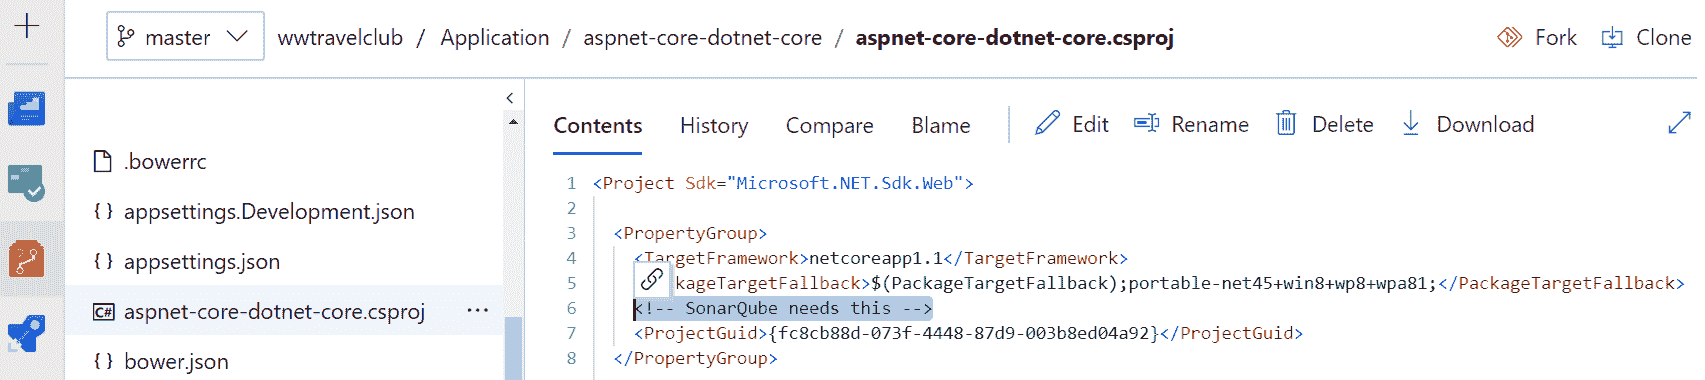 master wwtravelclub / Application / aspnet-core-dotnet-core / aspnet-core-dotnet-core.csproj Fork Clone
.bowerrc
{ } appsettings.Development.json
{ } appsettings.json
C# aspnet-core-dotnet-core.csproj ...
{ } bower.json
Contents History Compare Blame Edit Rename Delete Download
1 <Project Sdk="Microsoft.NET.Sdk.Web">
2
3 <PropertyGroup>
4 <TargetFramework>netcoreapp1.1</TargetFramework>
5 kageTargetFallback>$(PackageTargetFallback);portable-net45+win8+wp8+wpa81;</PackageTargetFallback>
6 <!-- SonarQube needs this -->
7 <ProjectGuid>{fc8cb88d-073f-4448-87d9-003b8ed04a92}</ProjectGuid>
8 </PropertyGroup>